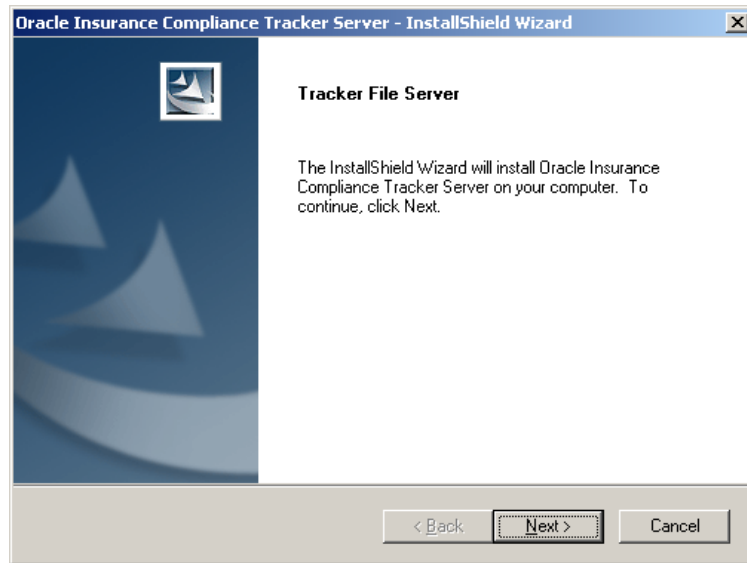 Oracle Insurance Compliance Tracker Server - InstallShield Wizard
Tracker File Server
The InstallShield Wizard will install Oracle Insurance
Compliance Tracker Server on your computer. To
continue, click Next.
< Back
Next >
Cancel